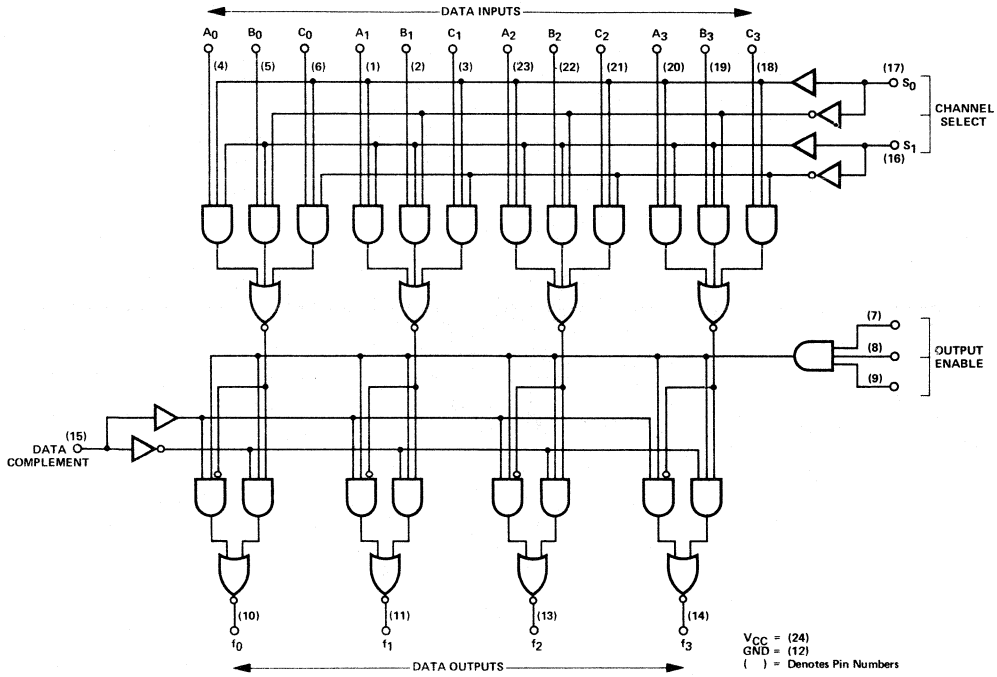 DATA INPUTS
A0 B0 C0 A1 B1 C1 A2 B2 C2 A3 B3 C3
(4) (5) (6) (1) (2) (3) (23) (22) (21) (20) (19) (18)
(17)
S0
CHANNEL
SELECT
S1
(16)
(7)
(8)
(9)
OUTPUT
ENABLE
(15)
DATA
COMPLEMENT
(10) (11) (13) (14)
f0 f1 f2 f3
DATA OUTPUTS
VCC = (24)
GND = (12)
( ) = Denotes Pin Numbers